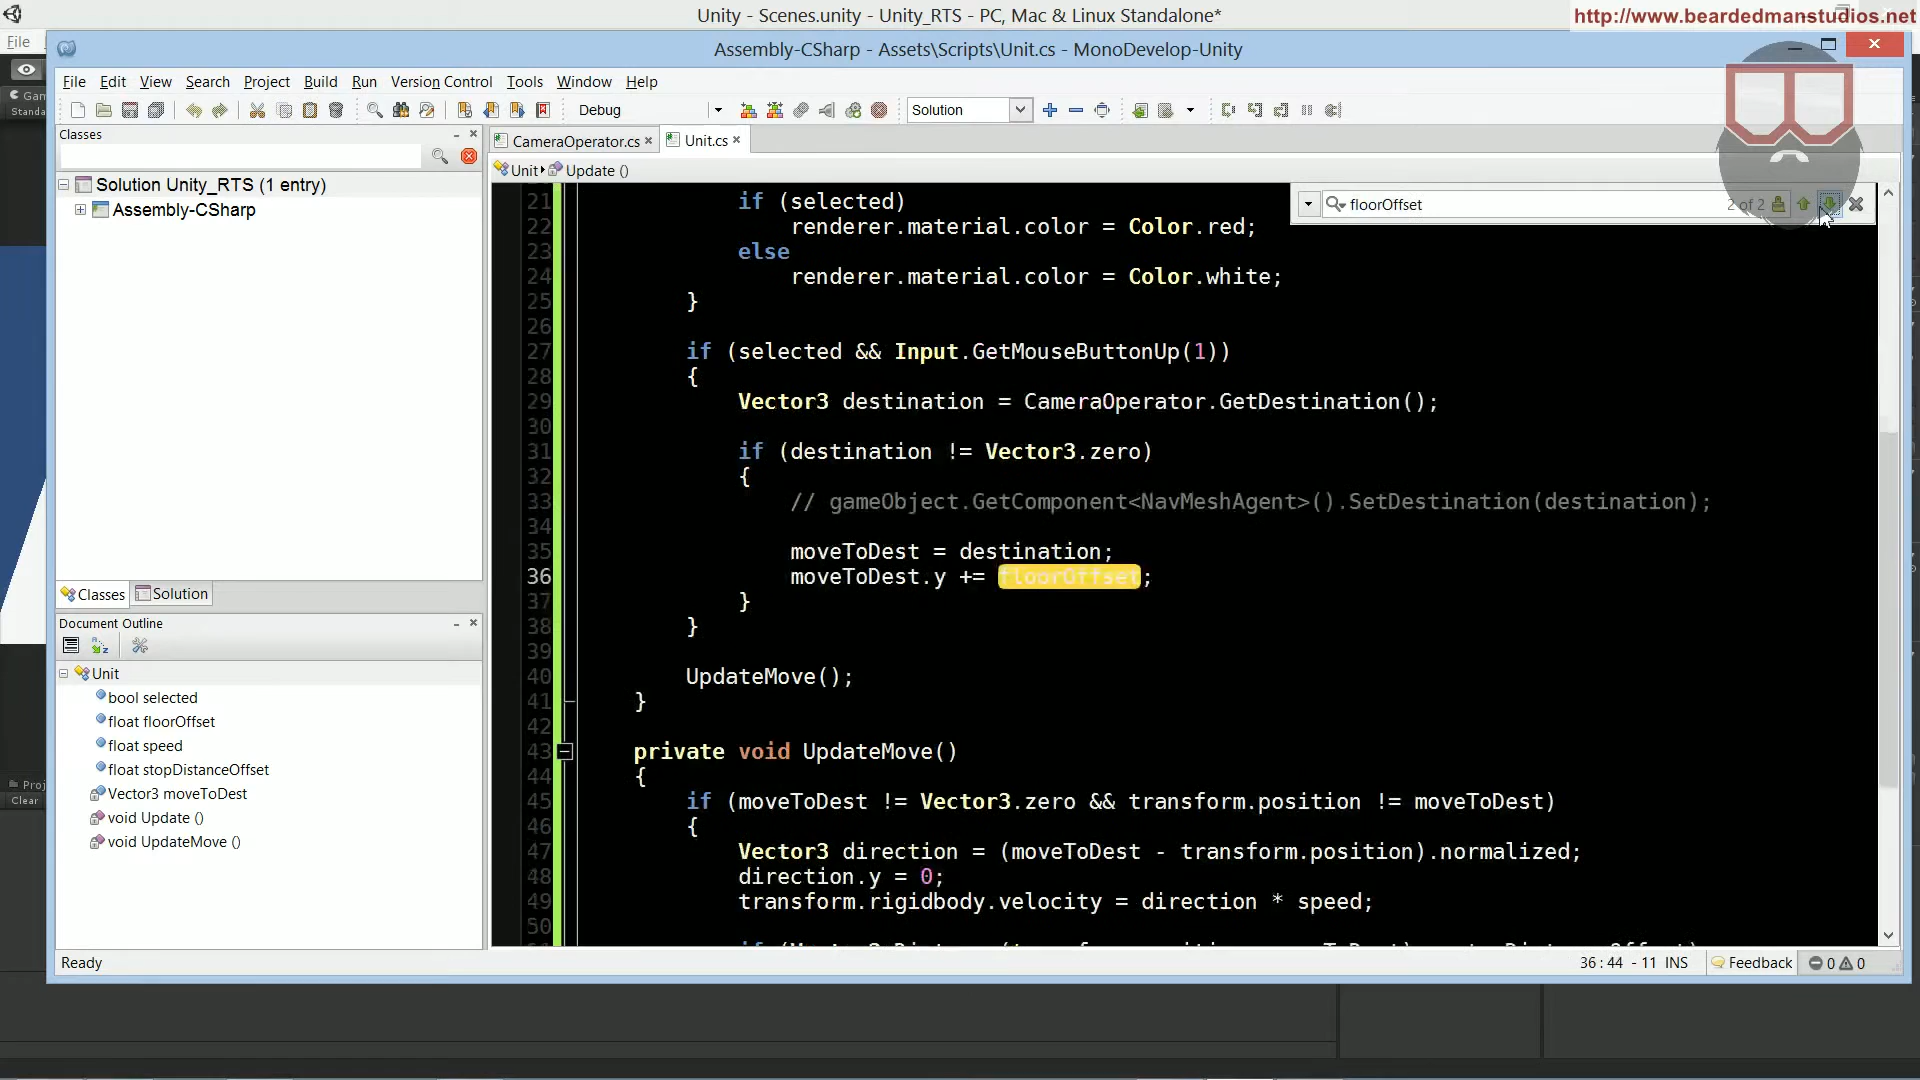 Unity - Scenes.unity - Unity_RTS - PC, Mac & Linux Standalone*
http://www.beardedmanstudios.net
File
Assembly-CSharp - Assets\Scripts\Unit.cs - MonoDevelop-Unity
File Edit View Search Project Build Run Version Control Tools Window Help
Debug
Solution
Classes
CameraOperator.cs
Unit.cs
Unit
Update ()
floorOffset
2 of 2
Solution Unity_RTS (1 entry)
Assembly-CSharp
21 if (selected)
22 renderer.material.color = Color.red;
23 else
24 renderer.material.color = Color.white;
25 }
26
27 if (selected && Input.GetMouseButtonUp(1))
28 {
29 Vector3 destination = CameraOperator.GetDestination();
30
31 if (destination != Vector3.zero)
32 {
33 // gameObject.GetComponent<NavMeshAgent>().SetDestination(destination);
34
35 moveToDest = destination;
36 moveToDest.y += floorOffset;
37 }
38 }
39
40 UpdateMove();
41 }
42
43 private void UpdateMove()
44 {
45 if (moveToDest != Vector3.zero && transform.position != moveToDest)
46 {
47 Vector3 direction = (moveToDest - transform.position).normalized;
48 direction.y = 0;
49 transform.rigidbody.velocity = direction * speed;
50
Classes
Solution
Document Outline
Unit
bool selected
float floorOffset
float speed
float stopDistanceOffset
Vector3 moveToDest
void Update ()
void UpdateMove ()
Clear
Ready
36 : 44 - 11 INS
Feedback
0
0